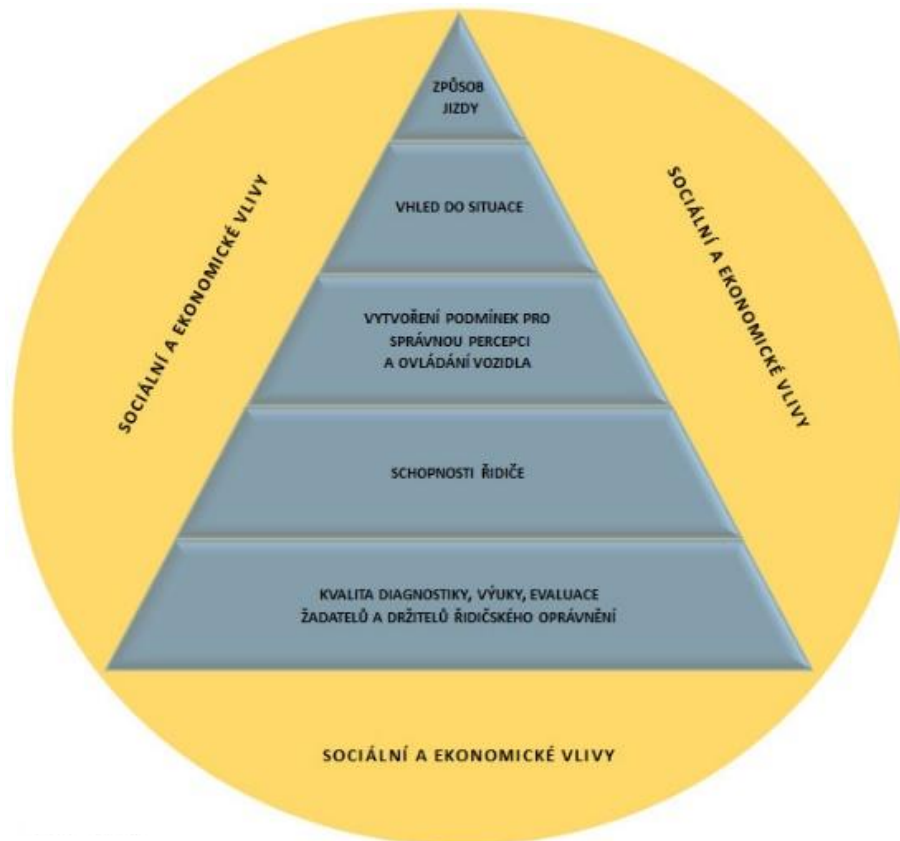 ZPŮSOB
JIZDY
VHLED DO SITUACE
SOCIÁLNÍ A EKONOMICKÉ VLIVY
SOCIÁLNÍ A EKONOMICKÉ VLIVY
VYTVOŘENÍ PODMÍNEK PRO
SPRÁVNOU PERCEPCI
A OVLÁDÁNÍ VOZIDLA
SCHOPNOSTI ŘIDIČE
KVALITA DIAGNOSTIKY, VÝUKY, EVALUACE
ŽADATELŮ A DRŽITELŮ ŘIDIČSKÉHO OPRÁVNĚNÍ
SOCIÁLNÍ A EKONOMICKÉ VLIVY